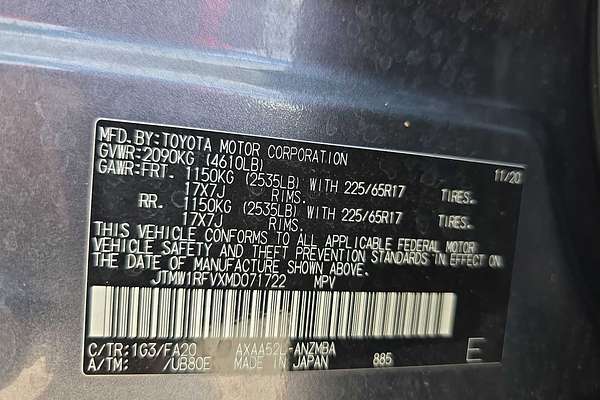 MFD. BY: TOYOTA MOTOR CORPORATION 11/20
GVWR: 2090KG (4610LB)
GAWR: FRT. 1150KG (2535LB) WITH 225/65R17 TIRES.
17X7J RIMS.
RR. 1150KG (2535LB) WITH 225/65R17 TIRES.
17X7J RIMS.
THIS VEHICLE CONFORMS TO ALL APPLICABLE FEDERAL MOTOR
VEHICLE SAFETY AND THEFT PREVENTION STANDARDS IN EFFECT ON
THE DATE OF MANUFACTURE SHOWN ABOVE.
JTMW1RFVXMD071722 MPV
C/TR: 1G3/FA20 AXAA52L-ANZMBA
A/TM: /UB80E MADE IN JAPAN 885 E